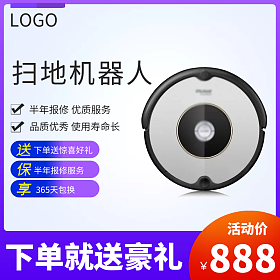 LOGO
扫地机器人
半年报修 优质服务
品质优秀 使用寿命长
送 下单送惊喜好礼
保 半年报修服务
享 365天包换
下单就送豪礼
活动价
¥888